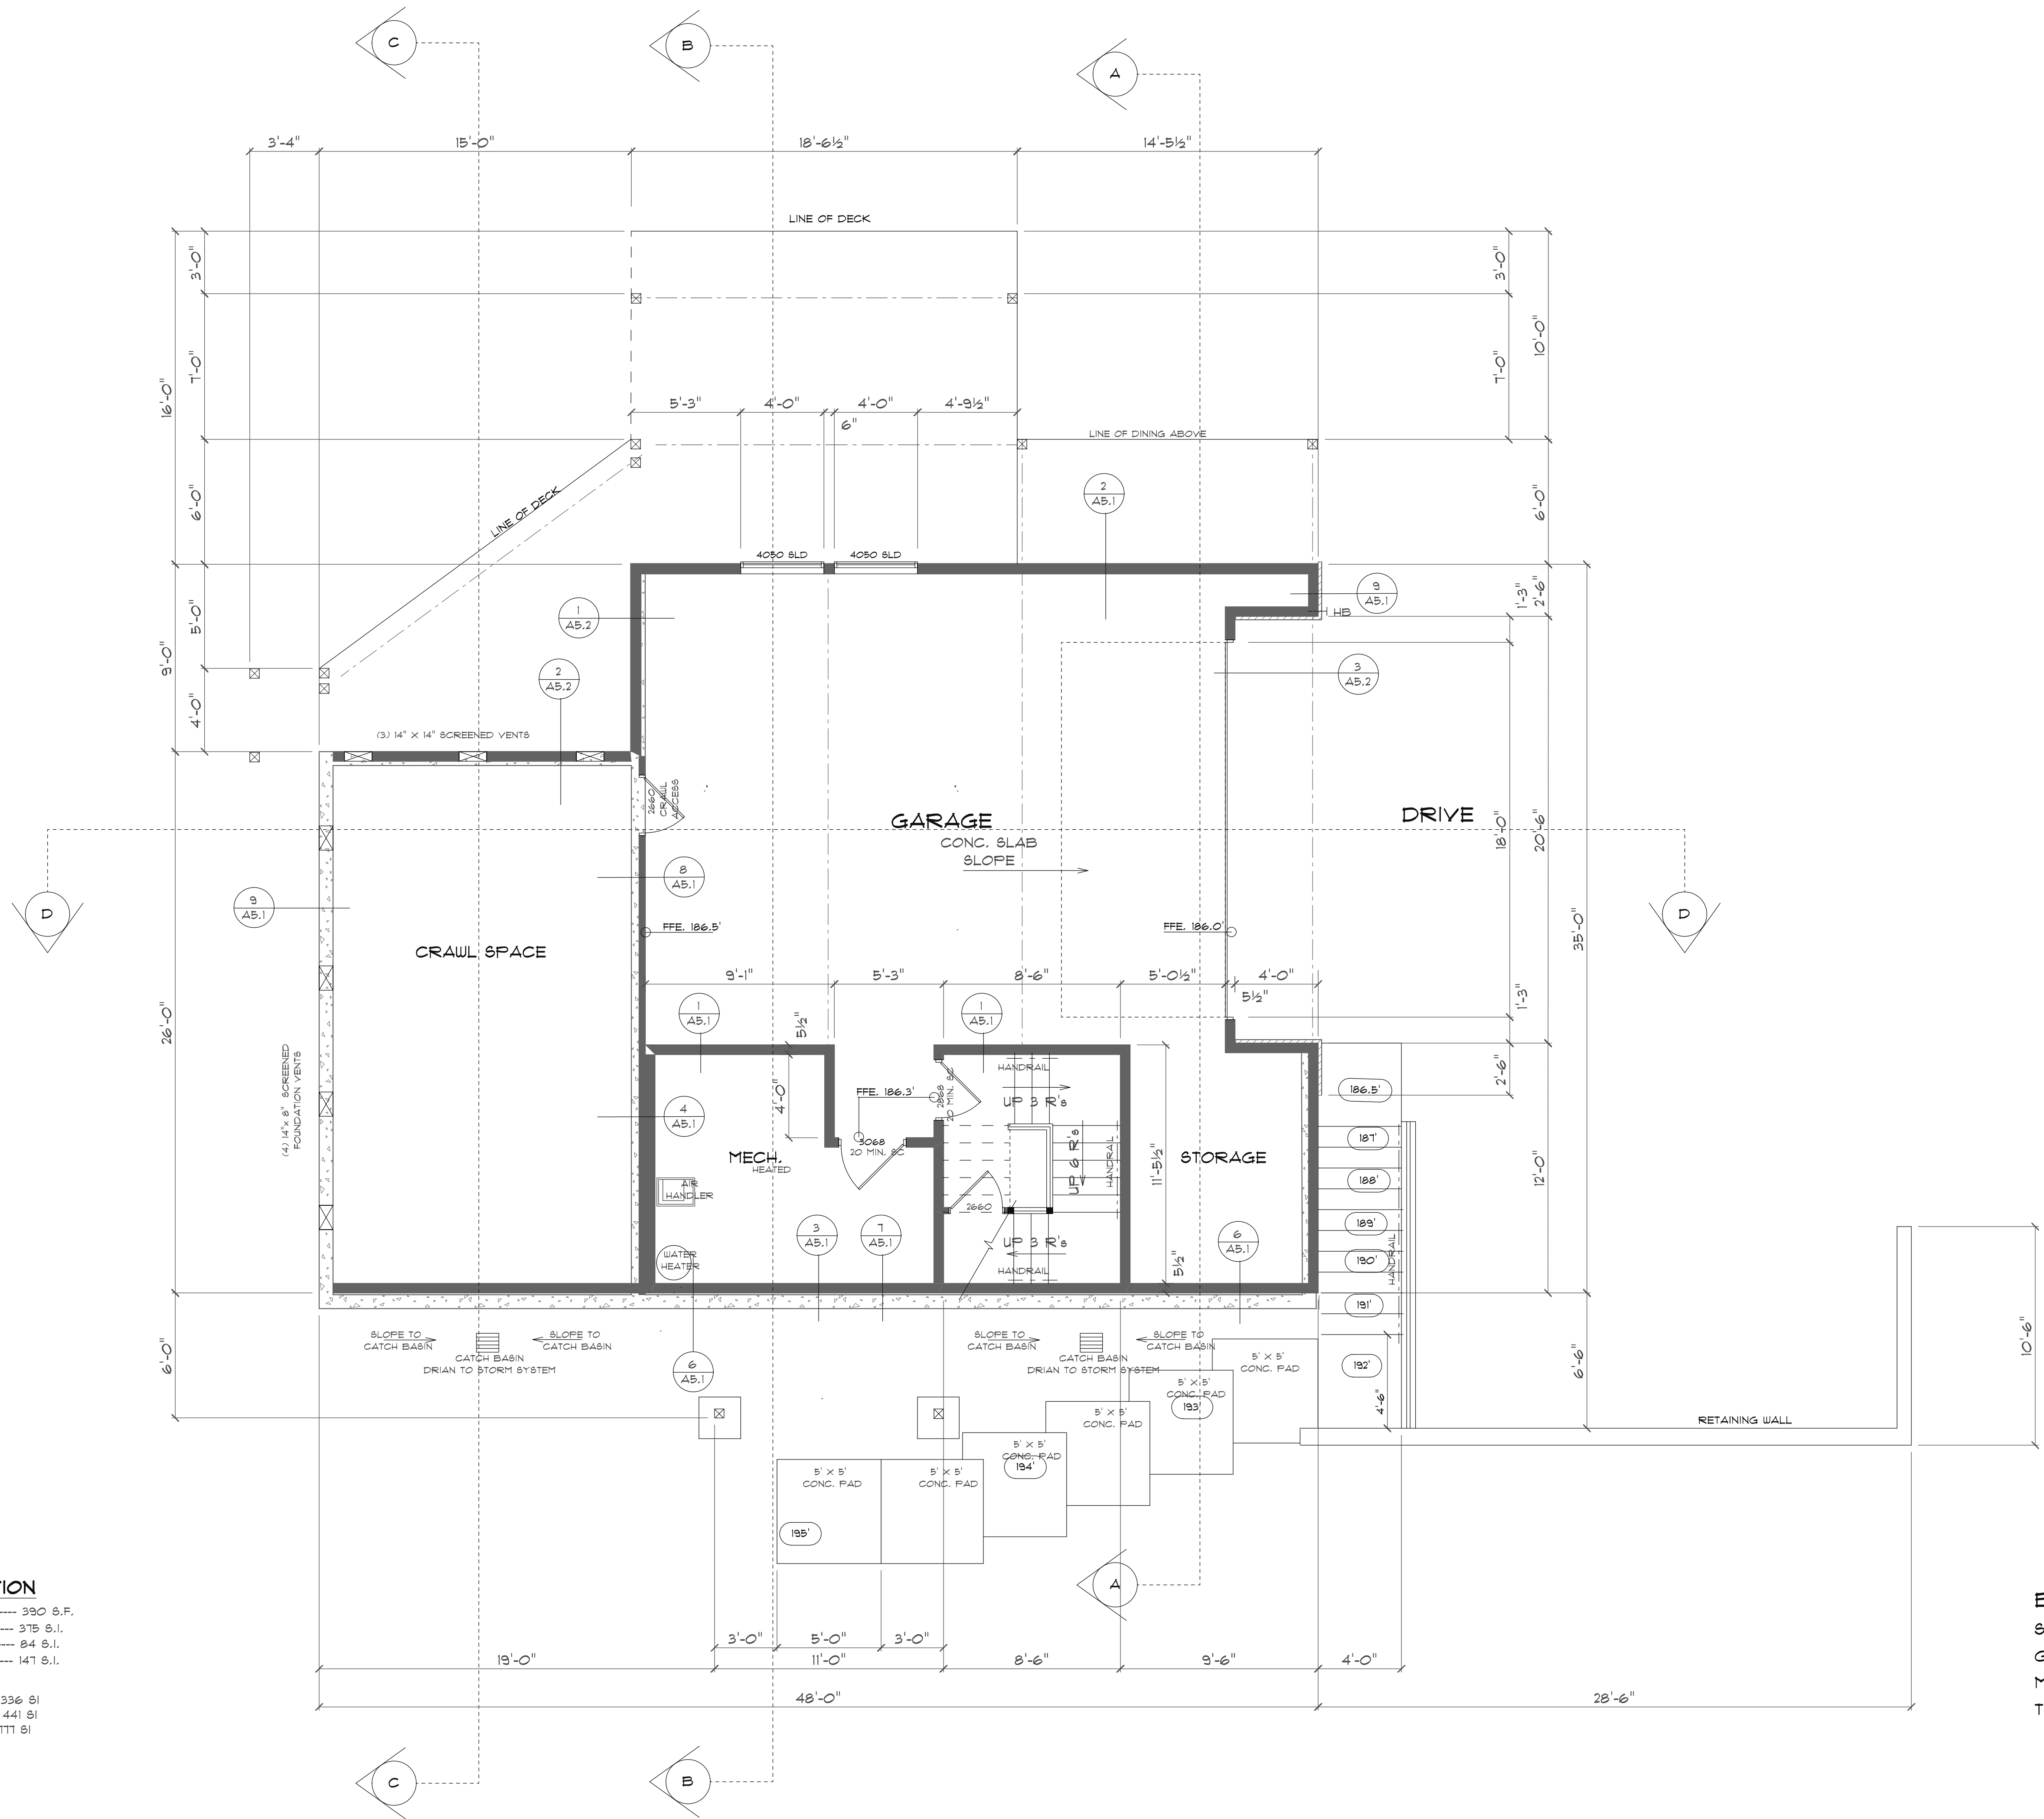 C
B
A
3'-4"
15'-0"
18'-6½"
14'-5½"
LINE OF DECK
3'-0"
7'-0"
16'-0"
6'-0"
3'-0"
7'-0"
10'-0"
6'-0"
5'-3"
4'-0"
6"
4'-0"
4'-9½"
LINE OF DINING ABOVE
2
A5.1
LINE OF DECK
4050 SLD
4050 SLD
9
A5.1
HB
1'-3"
2'-6"
1
A5.2
5'-0"
9'-0"
4'-0"
2
A5.2
3
A5.2
(3) 14" X 14" SCREENED VENTS
2660
CRAWL
ACCESS
GARAGE
CONC. SLAB
SLOPE
DRIVE
18'-0"
20'-6"
35'-0"
8
A5.1
9
A5.1
D
D
FFE. 186.5'
FFE. 186.0'
CRAWL SPACE
9'-1"
5'-3"
8'-6"
5'-0½"
4'-0"
5½"
1'-3"
26'-0"
1
A5.1
5½"
1
A5.1
(4) 14"x 8" SCREENED
FOUNDATION VENTS
4'-0"
FFE. 186.3'
2868
20 MIN. SC
HANDRAIL
UP 3 R's
2'-6"
186.5'
4
A5.1
3068
20 MIN. SC
MECH.
HEATED
UP 6 R's
HANDRAIL
11'-5½"
STORAGE
187'
12'-0"
AIR
HANDLER
2660
188'
3
A5.1
7
A5.1
UP 3 R's
HANDRAIL
6
A5.1
5½"
189'
190'
HANDRAIL
WATER
HEATER
191'
SLOPE TO
CATCH BASIN
SLOPE TO
CATCH BASIN
CATCH BASIN
DRIAN TO STORM SYSTEM
SLOPE TO
CATCH BASIN
SLOPE TO
CATCH BASIN
CATCH BASIN
DRIAN TO STORM SYSTEM
6
A5.1
6'-0"
5' X 5'
CONC. PAD
192'
4'-6"
6'-6"
10'-6"
5' X 5'
CONC. PAD
193'
5' X 5'
CONC. PAD
RETAINING WALL
5' X 5'
CONC. PAD
194'
5' X 5'
CONC. PAD
5' X 5'
CONC. PAD
195'
A
---- 390 S.F.
--- 375 S.I.
---- 84 S.I.
--- 147 S.I.
336 SI
441 SI
777 SI
3'-0"
5'-0"
3'-0"
19'-0"
11'-0"
8'-6"
9'-6"
4'-0"
48'-0"
28'-6"
C
B